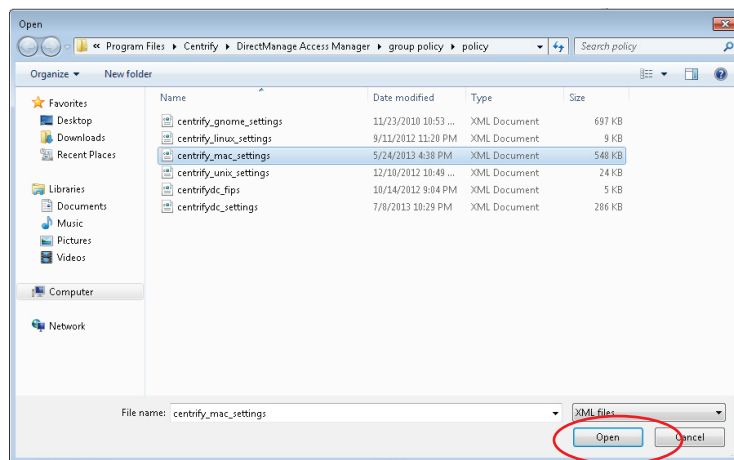 Open
« Program Files ▸ Centrify ▸ DirectManage Access Manager ▸ group policy ▸ policy
Search policy
Organize ▾ New folder
Name Date modified Type Size
Favorites
Desktop
Downloads
Recent Places
Libraries
Documents
Music
Pictures
Videos
Computer
Network
centrify_gnome_settings 11/23/2010 10:53 ... XML Document 697 KB
centrify_linux_settings 9/11/2012 11:20 PM XML Document 9 KB
centrify_mac_settings 5/24/2013 4:38 PM XML Document 548 KB
centrify_unix_settings 12/10/2012 10:49 ... XML Document 24 KB
centrifydc_fips 10/14/2012 9:04 PM XML Document 5 KB
centrifydc_settings 7/8/2013 10:29 PM XML Document 286 KB
File name: centrify_mac_settings
XML files
Open Cancel